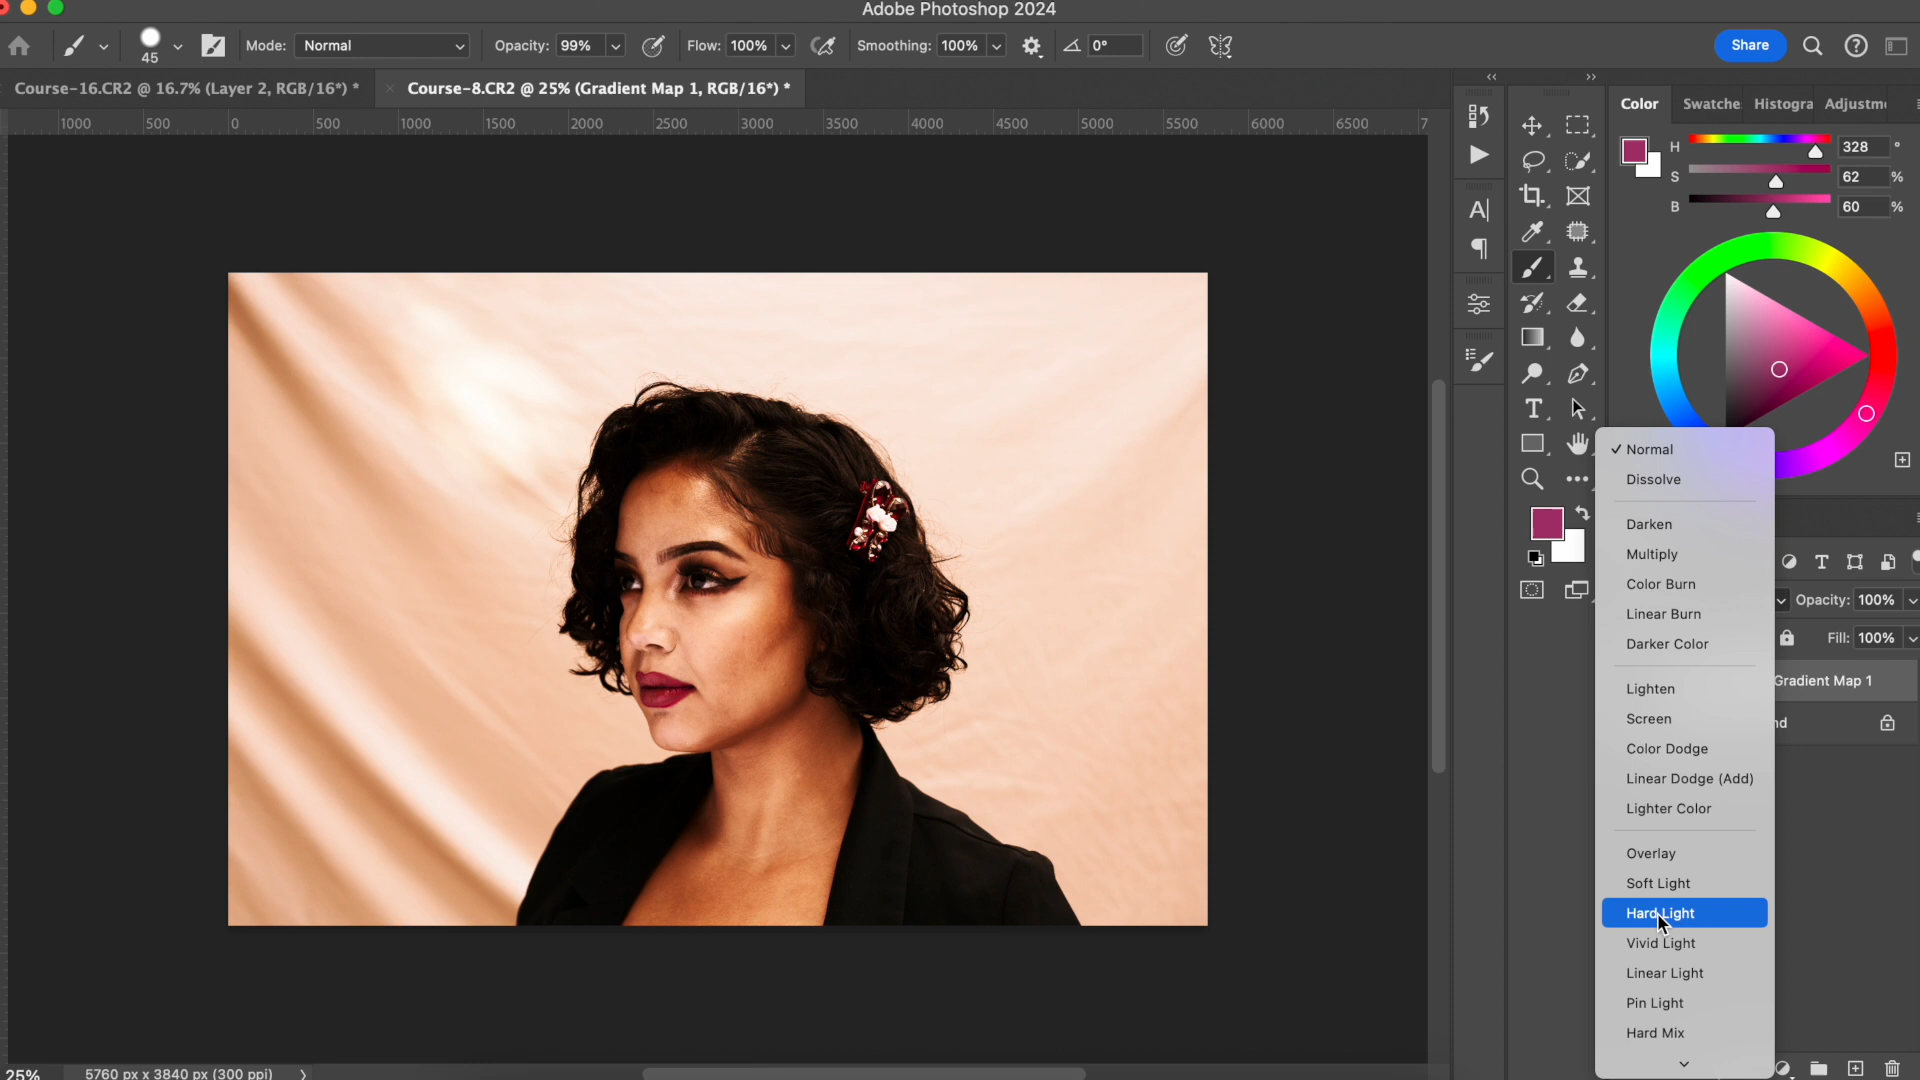 Adobe Photoshop 2024
45
Mode: Normal
Opacity: 99%
Flow: 100%
Smoothing: 100%
0°
Share
Course-16.CR2 @ 16.7% (Layer 2, RGB/16*) *
Course-8.CR2 @ 25% (Gradient Map 1, RGB/16*) *
1000 500 0 500 1000 1500 2000 2500 3000 3500 4000 4500 5000 5500 6000 6500 7
Color Swatche Histogra Adjustm
H 328 °
S 62 %
B 60 %
Normal
Dissolve
Darken
Multiply
Color Burn
Linear Burn
Darker Color
Lighten
Screen
Color Dodge
Linear Dodge (Add)
Lighter Color
Overlay
Soft Light
Hard Light
Vivid Light
Linear Light
Pin Light
Hard Mix
Opacity: 100%
Fill: 100%
Gradient Map 1
nd
25%
5760 px x 3840 px (300 ppi)